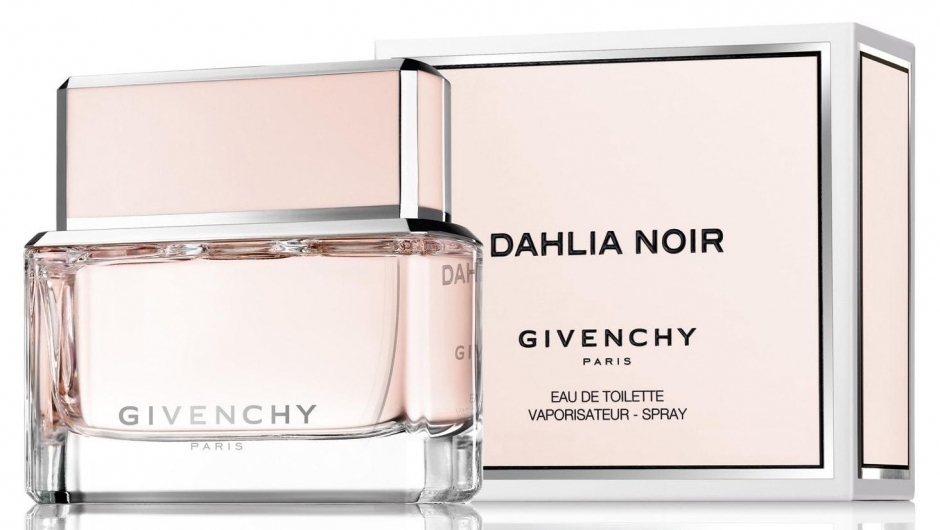 GIVENCHY
PARIS
DAHLIA NOIR
GIVENCHY
PARIS
EAU DE TOILETTE
VAPORISATEUR - SPRAY